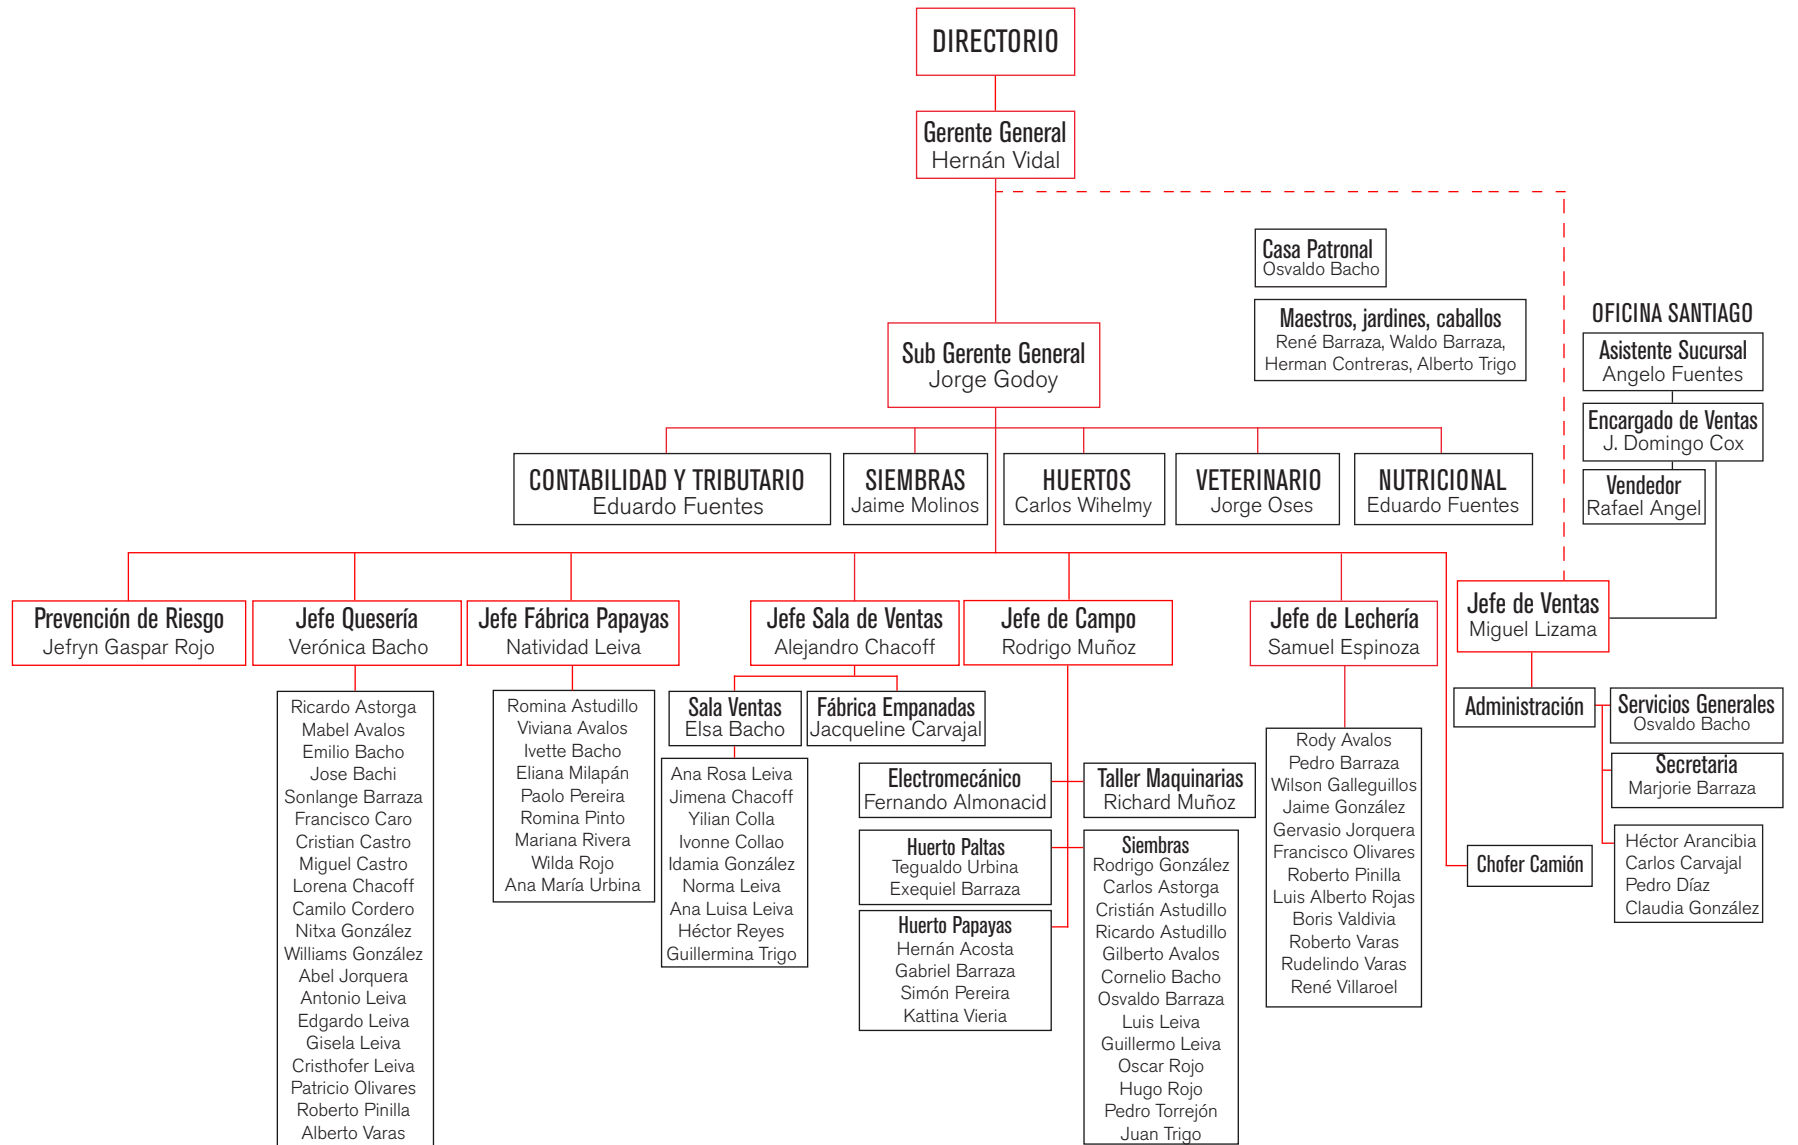 DIRECTORIO
Gerente General
Hernán Vidal
Casa Patronal
Osvaldo Bacho
Maestros, jardines, caballos
René Barraza, Waldo Barraza,
Herman Contreras, Alberto Trigo
OFICINA SANTIAGO
Asistente Sucursal
Angelo Fuentes
Encargado de Ventas
J. Domingo Cox
Vendedor
Rafael Angel
Sub Gerente General
Jorge Godoy
CONTABILIDAD Y TRIBUTARIO
Eduardo Fuentes
SIEMBRAS
Jaime Molinos
HUERTOS
Carlos Wihelmy
VETERINARIO
Jorge Oses
NUTRICIONAL
Eduardo Fuentes
Prevención de Riesgo
Jefryn Gaspar Rojo
Jefe Quesería
Verónica Bacho
Ricardo Astorga
Mabel Avalos
Emilio Bacho
Jose Bachi
Sonlange Barraza
Francisco Caro
Cristian Castro
Miguel Castro
Lorena Chacoff
Camilo Cordero
Nitxa González
Williams González
Abel Jorquera
Antonio Leiva
Edgardo Leiva
Gisela Leiva
Cristhofer Leiva
Patricio Olivares
Roberto Pinilla
Alberto Varas
Jefe Fábrica Papayas
Natividad Leiva
Romina Astudillo
Viviana Avalos
Ivette Bacho
Eliana Milapán
Paolo Pereira
Romina Pinto
Mariana Rivera
Wilda Rojo
Ana María Urbina
Jefe Sala de Ventas
Alejandro Chacoff
Sala Ventas
Elsa Bacho
Ana Rosa Leiva
Jimena Chacoff
Yilian Colla
Ivonne Collao
Idamia González
Norma Leiva
Ana Luisa Leiva
Héctor Reyes
Guillermina Trigo
Fábrica Empanadas
Jacqueline Carvajal
Jefe de Campo
Rodrigo Muñoz
Electromecánico
Fernando Almonacid
Taller Maquinarias
Richard Muñoz
Huerto Paltas
Tegualdo Urbina
Exequiel Barraza
Huerto Papayas
Hernán Acosta
Gabriel Barraza
Simón Pereira
Kattina Vieria
Siembras
Rodrigo González
Carlos Astorga
Cristián Astudillo
Ricardo Astudillo
Gilberto Avalos
Cornelio Bacho
Osvaldo Barraza
Luis Leiva
Guillermo Leiva
Oscar Rojo
Hugo Rojo
Pedro Torrejón
Juan Trigo
Jefe de Lechería
Samuel Espinoza
Rody Avalos
Pedro Barraza
Wilson Galleguillos
Jaime González
Gervasio Jorquera
Francisco Olivares
Roberto Pinilla
Luis Alberto Rojas
Boris Valdivia
Roberto Varas
Rudelindo Varas
René Villaroel
Jefe de Ventas
Miguel Lizama
Administración
Servicios Generales
Osvaldo Bacho
Secretaria
Marjorie Barraza
Héctor Arancibia
Carlos Carvajal
Pedro Díaz
Claudia González
Chofer Camión